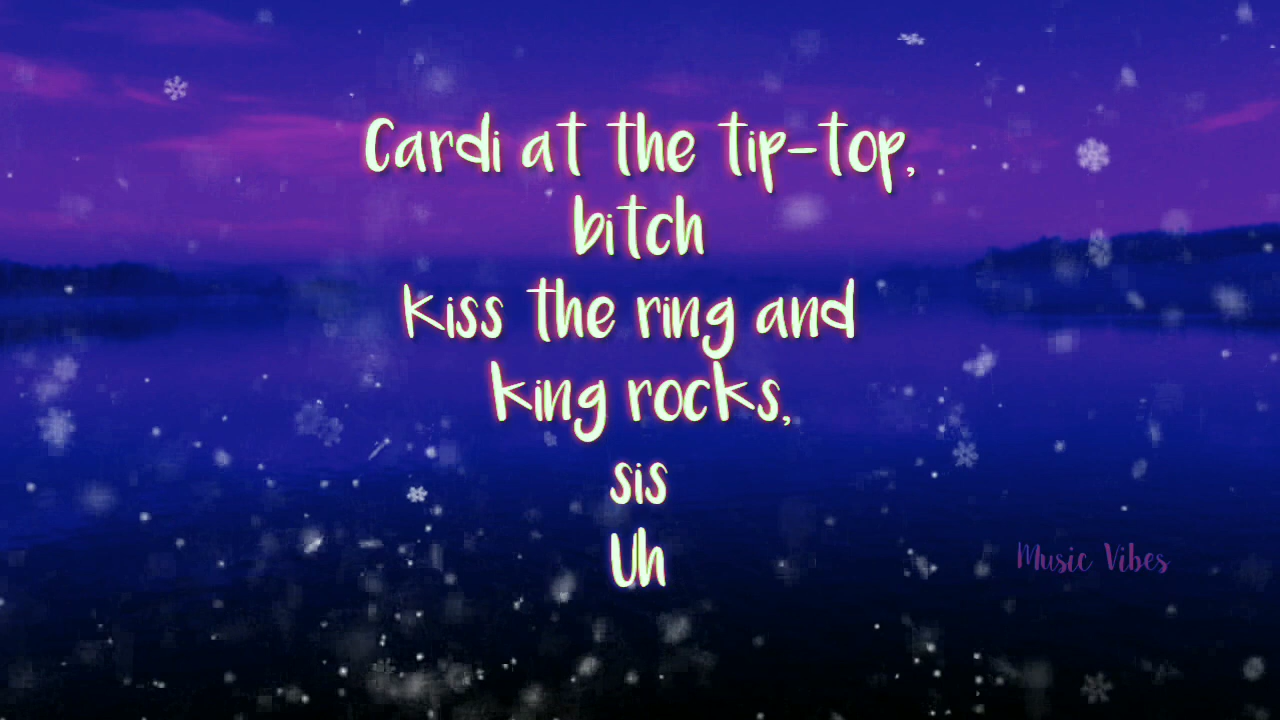 Cardi at the tip-top,
bitch
kiss the ring and
king rocks,
sis
Uh
Music Vibes